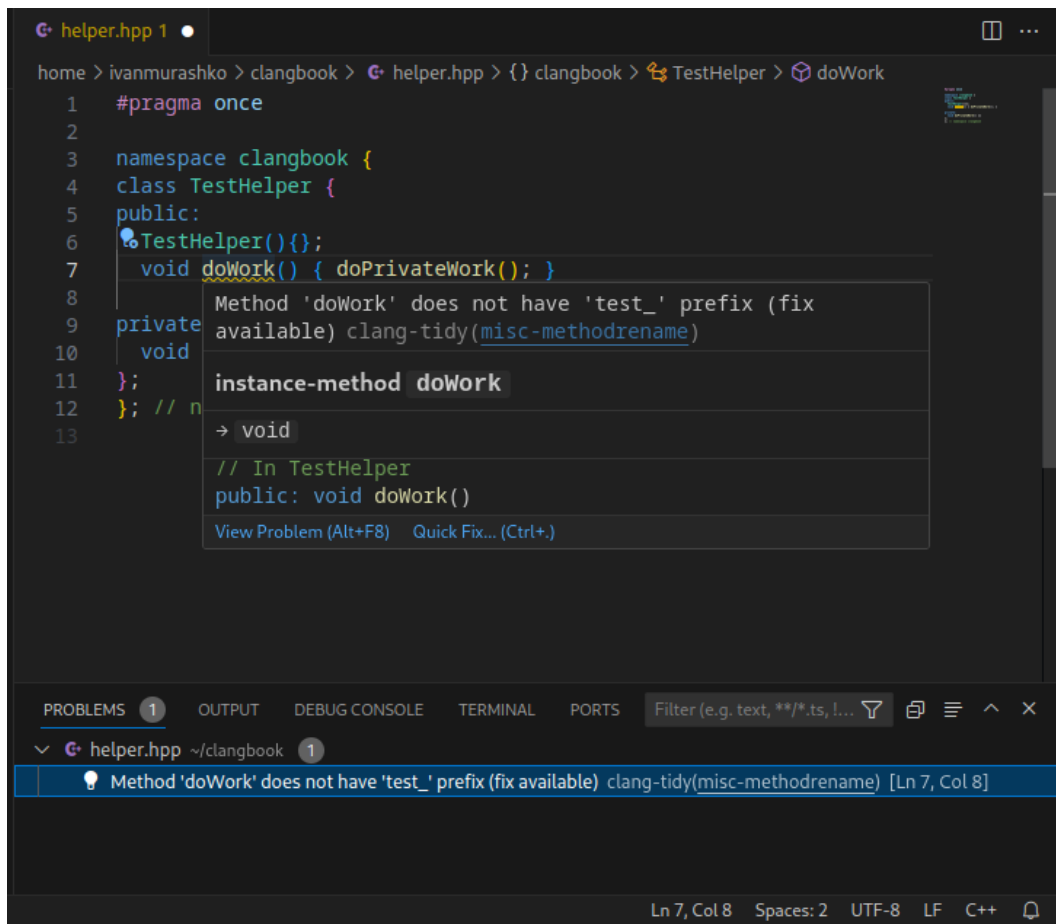 helper.hpp 1
home > ivanmurashko > clangbook > helper.hpp > {} clangbook > TestHelper > doWork
1 #pragma once
2
3 namespace clangbook {
4 class TestHelper {
5 public:
6 TestHelper(){};
7 void doWork() { doPrivateWork(); }
8
9 private
10 void
11 };
12 }; // n
13
Method 'doWork' does not have 'test_' prefix (fix
available) clang-tidy(misc-methodrename)
instance-method doWork
→ void
// In TestHelper
public: void doWork()
View Problem (Alt+F8) Quick Fix... (Ctrl+.)
PROBLEMS 1 OUTPUT DEBUG CONSOLE TERMINAL PORTS Filter (e.g. text, **/*.ts, !...
helper.hpp ~/clangbook 1
Method 'doWork' does not have 'test_' prefix (fix available) clang-tidy(misc-methodrename) [Ln 7, Col 8]
Ln 7, Col 8 Spaces: 2 UTF-8 LF C++